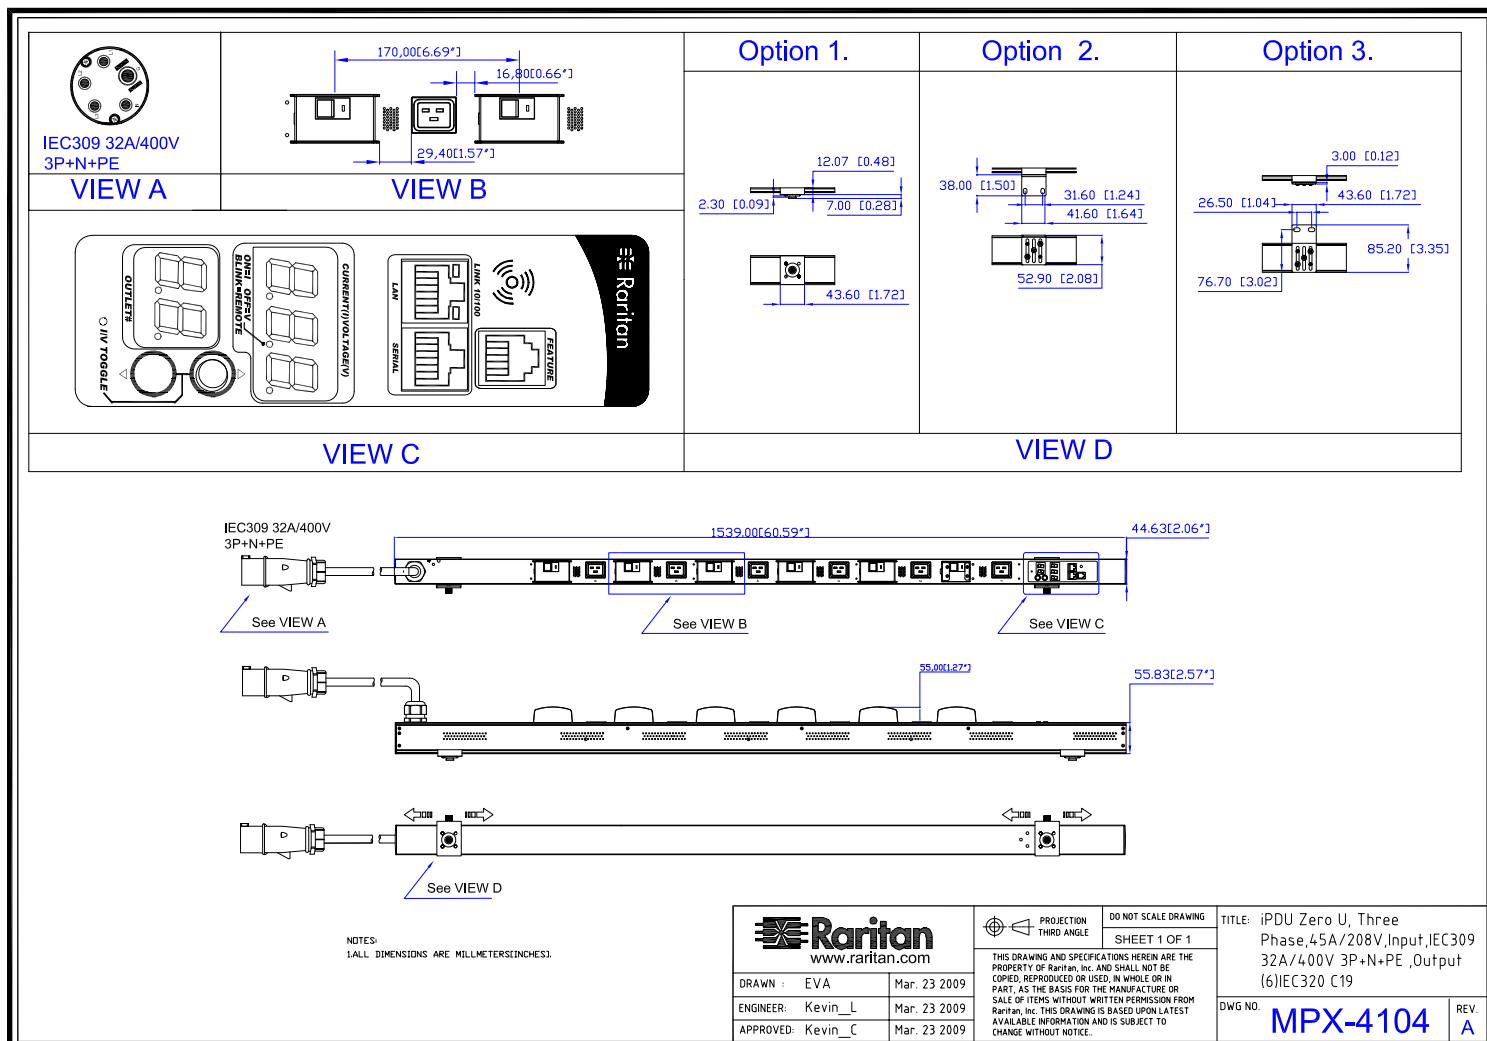 170,00[6.69"]
16,80[0.66"]
29,40[1.57"]
IEC309 32A/400V
3P+N+PE
VIEW A
VIEW B
Option 1.
Option 2.
Option 3.
12.07 [0.48]
2.30 [0.09]
7.00 [0.28]
43.60 [1.72]
38.00 [1.50]
31.60 [1.24]
41.60 [1.64]
52.90 [2.08]
3.00 [0.12]
43.60 [1.72]
26.50 [1.04]
85.20 [3.35]
76.70 [3.02]
OUTLET#
I/V TOGGLE
ON=I OFF=V
BLINK=REMOTE
CURRENT(I)/VOLTAGE(V)
LAN
LINK 10/100
SERIAL
FEATURE
Raritan
VIEW C
VIEW D
IEC309 32A/400V
3P+N+PE
1539.00[60.59"]
44.63[2.06"]
See VIEW A
See VIEW B
See VIEW C
55,00[1.27"]
55.83[2.57"]
See VIEW D
NOTES:
1.ALL DIMENSIONS ARE MILLMETERS[INCHES].
Raritan
www.raritan.com
DRAWN : EVA Mar. 23 2009
ENGINEER: Kevin_L Mar. 23 2009
APPROVED: Kevin_C Mar. 23 2009
PROJECTION
THIRD ANGLE
DO NOT SCALE DRAWING
SHEET 1 OF 1
THIS DRAWING AND SPECIFICATIONS HEREIN ARE THE
PROPERTY OF Raritan, Inc. AND SHALL NOT BE
COPIED, REPRODUCED OR USED, IN WHOLE OR IN
PART, AS THE BASIS FOR THE MANUFACTURE OR
SALE OF ITEMS WITHOUT WRITTEN PERMISSION FROM
Raritan, Inc. THIS DRAWING IS BASED UPON LATEST
AVAILABLE INFORMATION AND IS SUBJECT TO
CHANGE WITHOUT NOTICE..
TITLE: iPDU Zero U, Three
Phase,45A/208V,Input,IEC309
32A/400V 3P+N+PE ,Output
(6)IEC320 C19
DWG NO. MPX-4104
REV. A